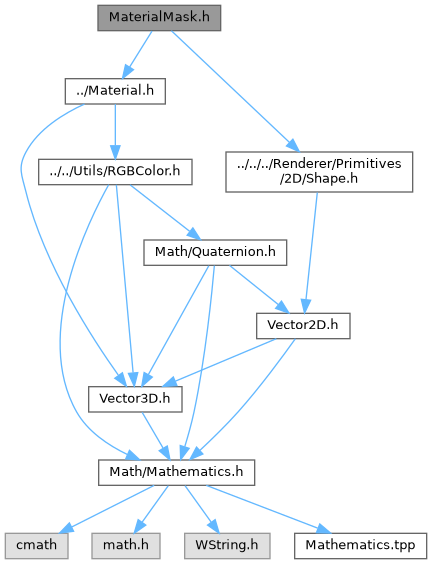 MaterialMask.h
../Material.h
../../Utils/RGBColor.h
../../../Renderer/Primitives
/2D/Shape.h
Math/Quaternion.h
Vector2D.h
Vector3D.h
Math/Mathematics.h
cmath
math.h
WString.h
Mathematics.tpp